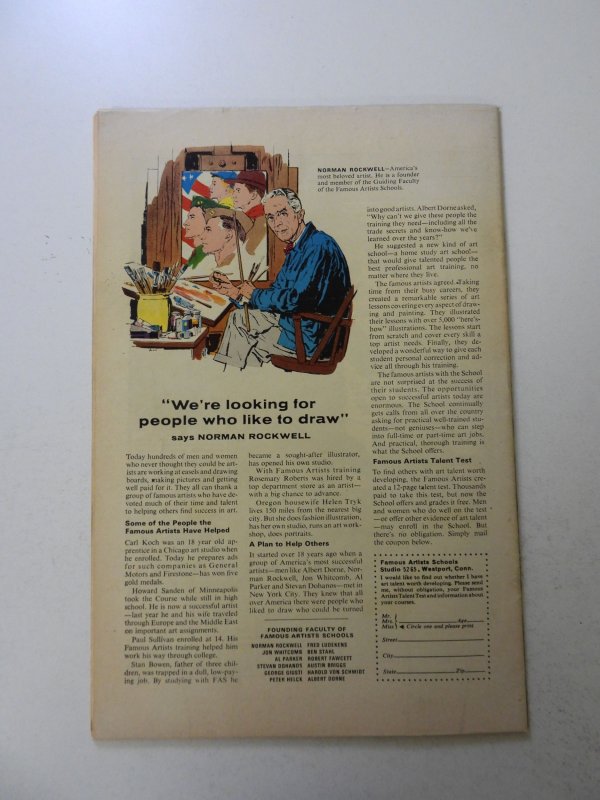 NORMAN ROCKWELL—America's
most beloved artist. He is a founder
and member of the Guiding Faculty
of the Famous Artists Schools.
"We're looking for
people who like to draw"
says NORMAN ROCKWELL
Today hundreds of men and women
who never thought they could be art-
ists are working at easels and drawing
boards, making pictures and getting
well paid for it. They all can thank a
group of famous artists who have de-
voted much of their time and talent
to helping others find success in art.
Some of the People the
Famous Artists Have Helped
Carl Koch was an 18 year old ap-
prentice in a Chicago art studio when
he enrolled. Today he prepares ads
for such companies as General
Motors and Firestone—has won five
gold medals.
Howard Sanden of Minneapolis
took the Course while still in high
school. He is now a successful artist
—last year he and his wife traveled
through Europe and the Middle East
on important art assignments.
Paul Sullivan enrolled at 14. His
Famous Artists training helped him
work his way through college.
Stan Bowen, father of three chil-
dren, was trapped in a dull, low-pay-
ing job. By studying with FAS he
became a sought-after illustrator,
has opened his own studio.
With Famous Artists training
Rosemary Roberts was hired by a
top department store as an artist—
with a big chance to advance.
Oregon housewife Helen Tryk
lives 150 miles from the nearest big
city. But she does fashion illustration,
has her own studio, runs an art work-
shop, does portraits.
A Plan to Help Others
It started over 18 years ago when a
group of America's most successful
artists—men like Albert Dorne, Nor-
man Rockwell, Jon Whitcomb, Al
Parker and Stevan Dohanos—met in
New York City. They knew that all
over America there were people who
liked to draw who could be turned
FOUNDING FACULTY OF
FAMOUS ARTISTS SCHOOLS
NORMAN ROCKWELL FRED LUDEKENS
JON WHITCOMB BEN STAHL
AL PARKER ROBERT FAWCETT
STEVAN DOHANOS AUSTIN BRIGGS
GEORGE GIUSTI HAROLD VON SCHMIDT
PETER HELCK ALBERT DORNE
into good artists. Albert Dorne asked,
"Why can't we give these people the
training they need—including all the
trade secrets and know-how we've
learned over the years?"
He suggested a new kind of art
school—a home study art school—
that would give talented people the
best professional art training, no
matter where they live.
The famous artists agreed. Taking
time from their busy careers, they
created a remarkable series of art
lessons covering every aspect of draw-
ing and painting. They illustrated
their lessons with over 5,000 "here's-
how" illustrations. The lessons start
from scratch and cover every skill a
top artist needs. Finally, they de-
veloped a wonderful way to give each
student personal correction and ad-
vice all through his training.
The famous artists with the School
are not surprised at the success of
their students. The opportunities
open to successful artists today are
enormous. The School continually
gets calls from all over the country
asking for practical well-trained stu-
dents—not geniuses—who can step
into full-time or part-time art jobs.
And practical, thorough training is
what the School offers.
Famous Artists Talent Test
To find others with art talent worth
developing, the Famous Artists cre-
ated a 12-page talent test. Thousands
paid to take this test, but now the
School offers and grades it free. Men
and women who do well on the test
—or offer other evidence of art talent
—may enroll in the School. But
there's no obligation. Simply mail
the coupon below.
Famous Artists Schools
Studio 5265, Westport, Conn.
I would like to find out whether I have
art talent worth developing. Please send
me, without obligation, your Famous
Artists Talent Test and information about
your courses.
Mr.
Mrs. Age
Miss Circle one and please print
Street
City
State Zip